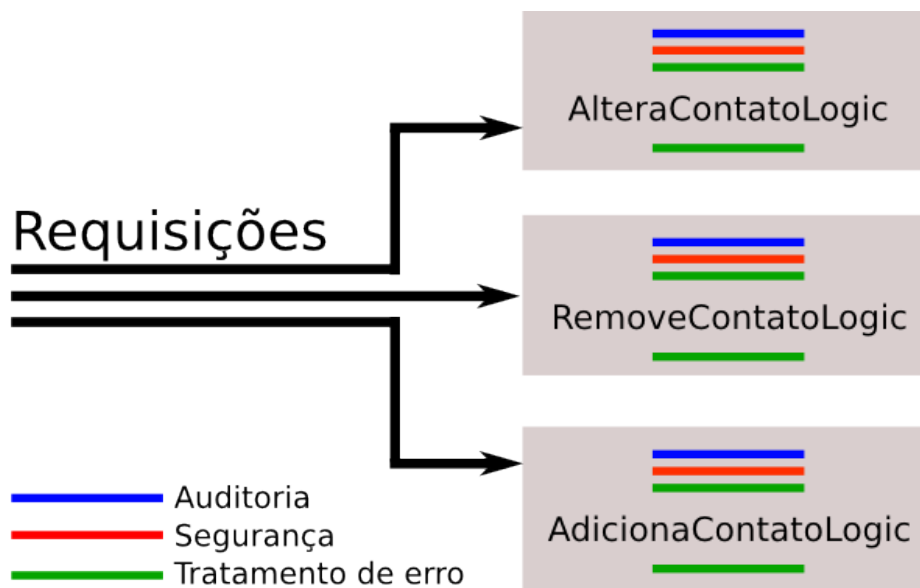 AlteraContatoLogic
Requisições
RemoveContatoLogic
AdicionaContatoLogic
Auditoria
Segurança
Tratamento de erro